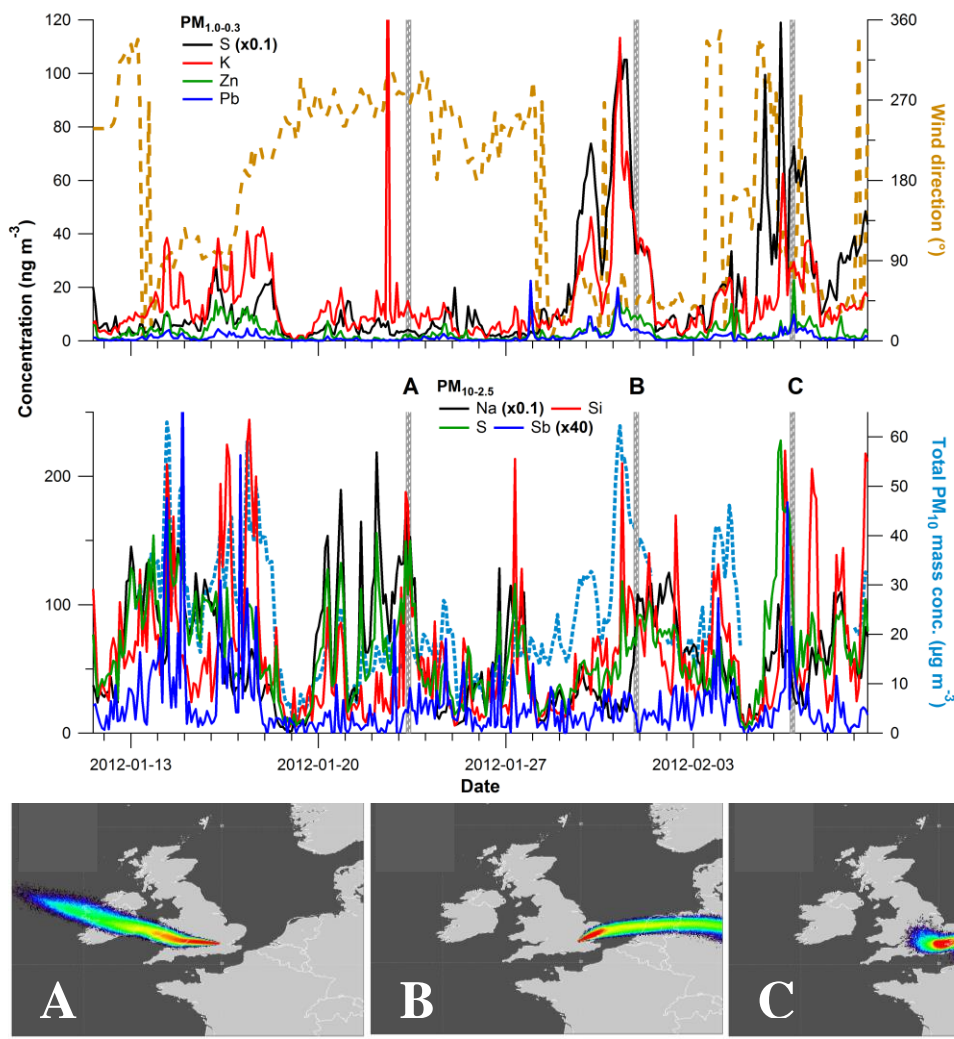 PM1.0-0.3
S (x0.1)
K
Zn
Pb
120
100
80
60
40
20
0
360
270
180
90
0
Wind direction (°)
Concentration (ng m-3)
A
B
C
PM10-2.5
Na (x0.1) Si
S Sb (x40)
200
100
0
60
50
40
30
20
10
0
Total PM10 mass conc. (µg m-3)
2012-01-13 2012-01-20 2012-01-27 2012-02-03
Date
A B C